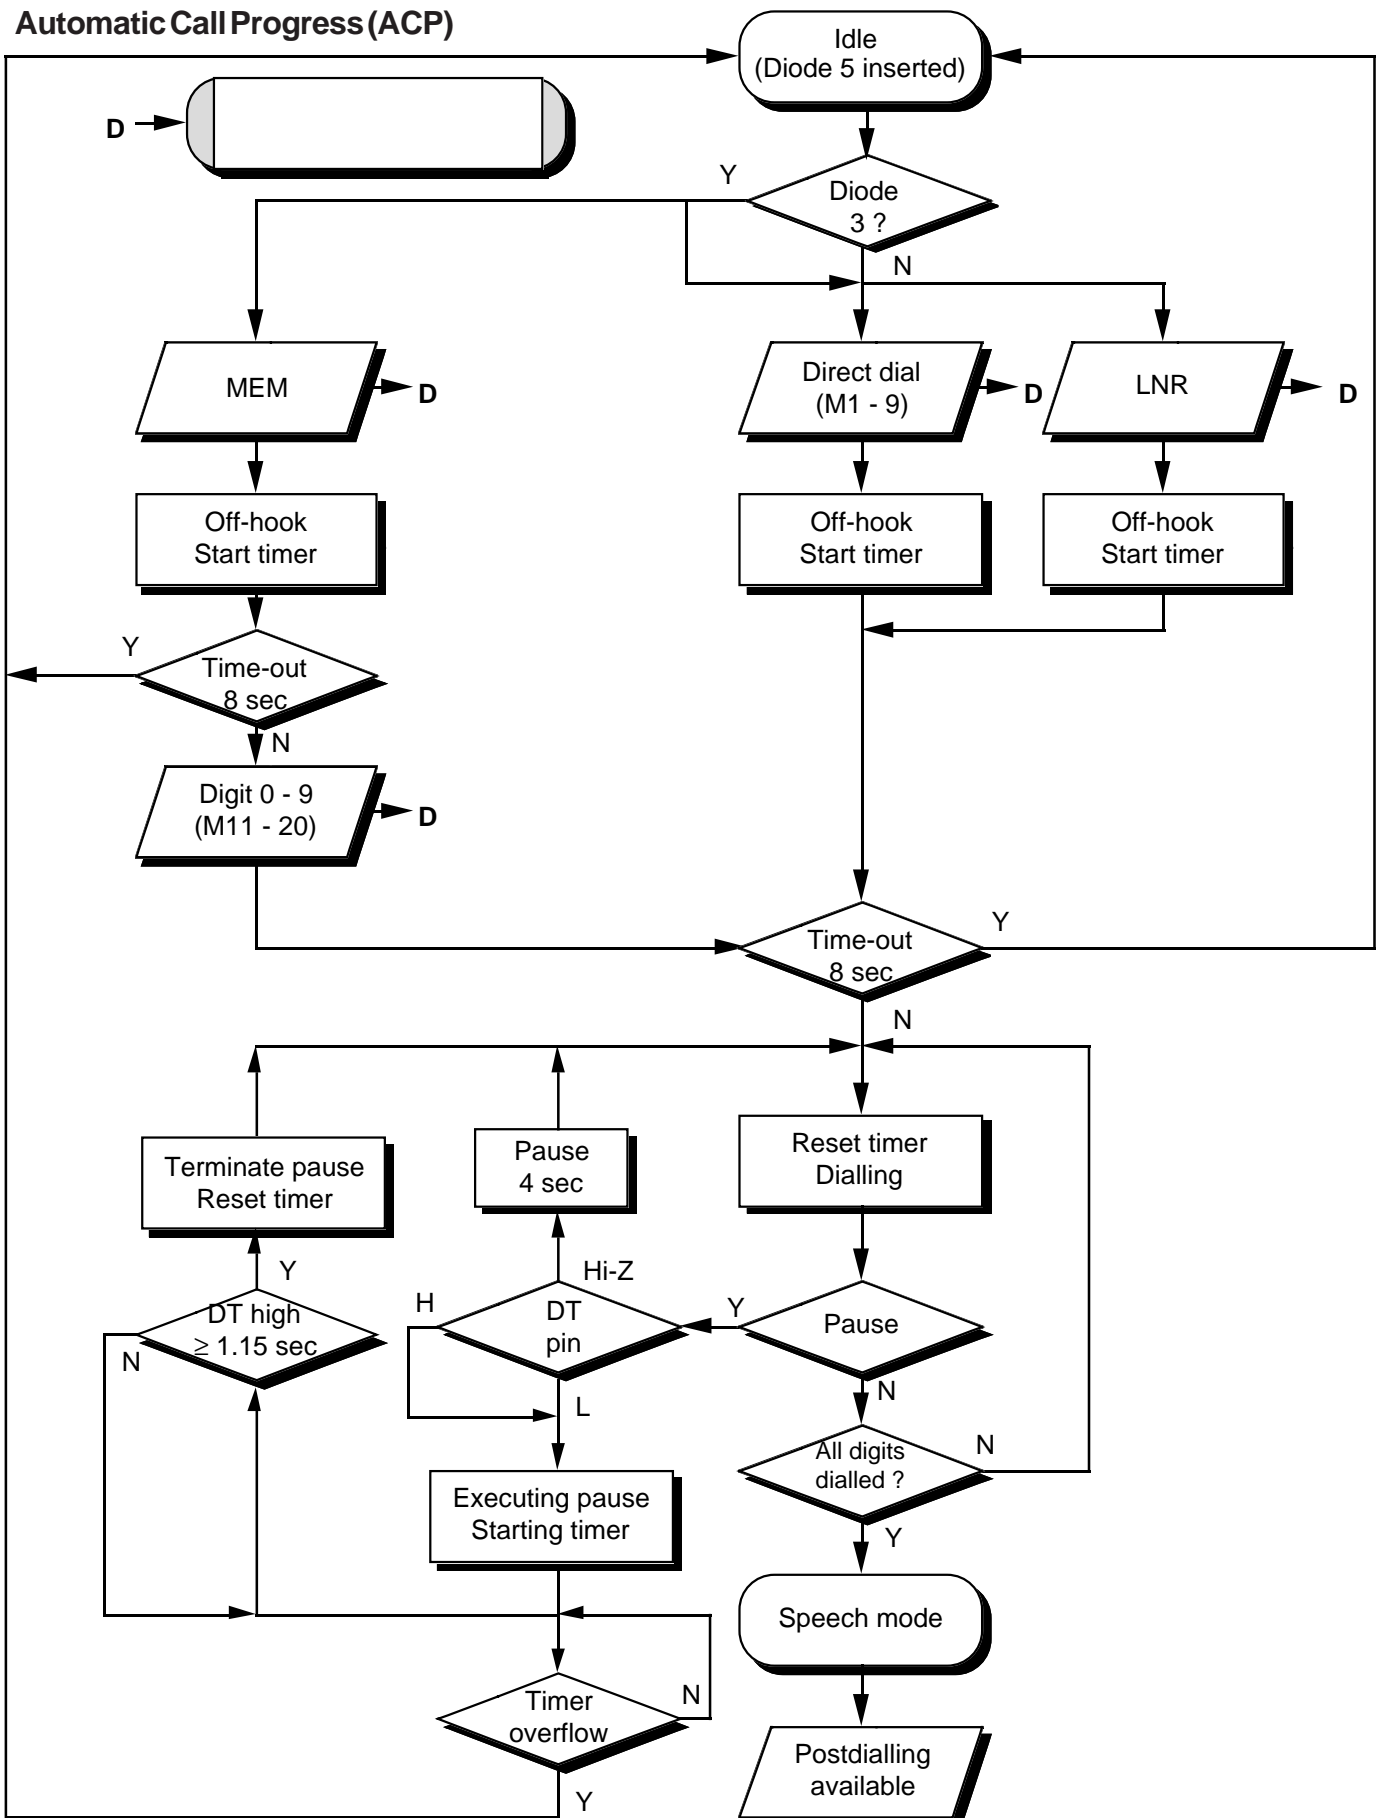 Automatic Call Progress (ACP)
Idle
(Diode 5 inserted)
D
Y
Diode
3 ?
N
MEM
D
Direct dial
(M1 - 9)
D
LNR
D
Off-hook
Start timer
Off-hook
Start timer
Off-hook
Start timer
Y
Time-out
8 sec
N
Digit 0 - 9
(M11 - 20)
D
Time-out
8 sec
Y
N
Terminate pause
Reset timer
Pause
4 sec
Reset timer
Dialling
Y
Hi-Z
DT high
≥ 1.15 sec
N
H
DT
pin
Y
Pause
L
N
All digits
dialled ?
N
Executing pause
Starting timer
Y
Speech mode
Timer
overflow
N
Postdialling
available
Y